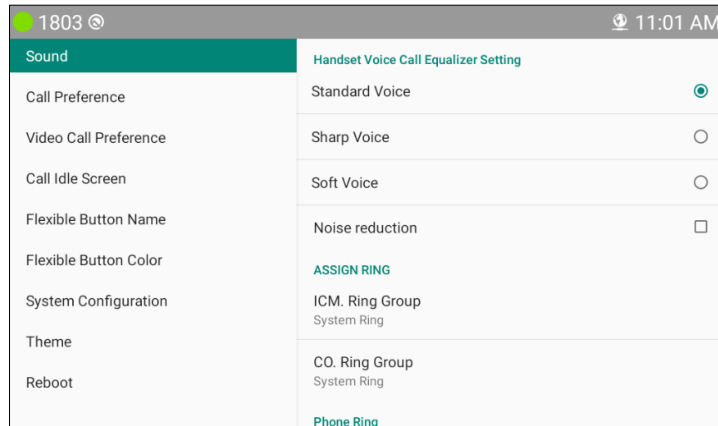 1803 11:01 AM
Sound
Call Preference
Video Call Preference
Call Idle Screen
Flexible Button Name
Flexible Button Color
System Configuration
Theme
Reboot
Handset Voice Call Equalizer Setting
Standard Voice
Sharp Voice
Soft Voice
Noise reduction
ASSIGN RING
ICM. Ring Group
System Ring
CO. Ring Group
System Ring
Phone Ring